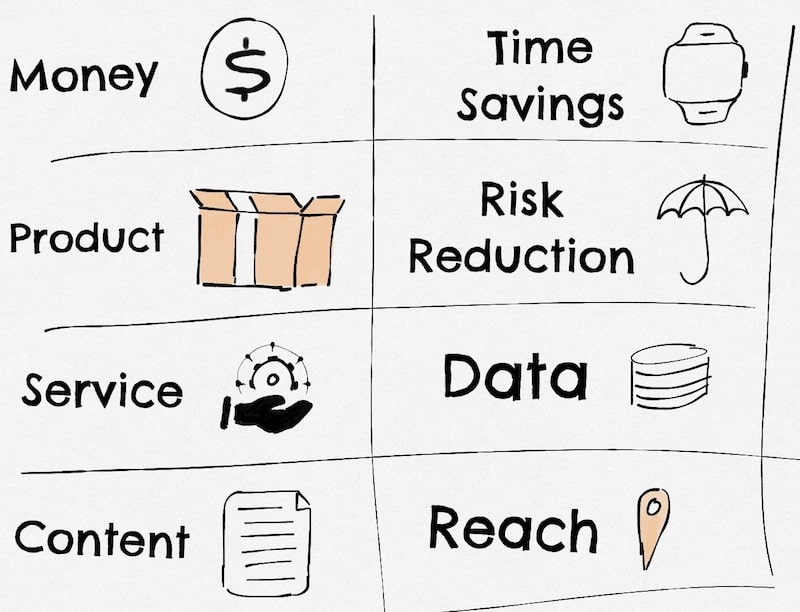 Money
$
Time
Savings
Product
Risk
Reduction
Service
Data
Content
Reach